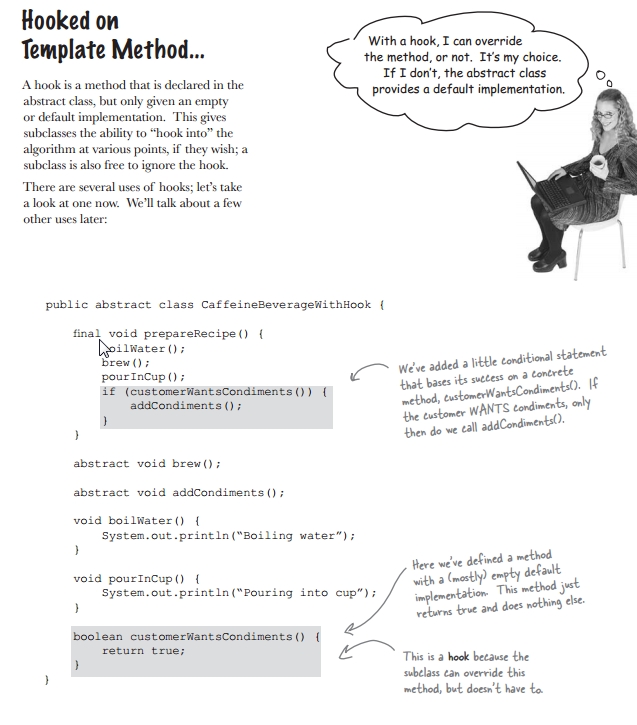 Hooked on
Template Method...
With a hook, I can override
the method, or not. It's my choice.
If I don't, the abstract class
provides a default implementation.
A hook is a method that is declared in the
abstract class, but only given an empty
or default implementation. This gives
subclasses the ability to “hook into” the
algorithm at various points, if they wish; a
subclass is also free to ignore the hook.
There are several uses of hooks; let's take
a look at one now. We'll talk about a few
other uses later:
public abstract class CaffeineBeverageWithHook {
final void prepareRecipe() {
oilWater();
brew();
pourInCup();
if (customerWantsCondiments()) {
addCondiments();
}
}
We've added a little conditional statement
that bases its success on a concrete
method, customerWantsCondiments(). If
the customer WANTS condiments, only
then do we call addCondiments().
abstract void brew();
abstract void addCondiments();
void boilWater() {
System.out.println(“Boiling water”);
}
void pourInCup() {
System.out.println(“Pouring into cup”);
}
Here we've defined a method
with a (mostly) empty default
implementation. This method just
returns true and does nothing else.
boolean customerWantsCondiments() {
return true;
}
}
This is a hook because the
subclass can override this
method, but doesn't have to.